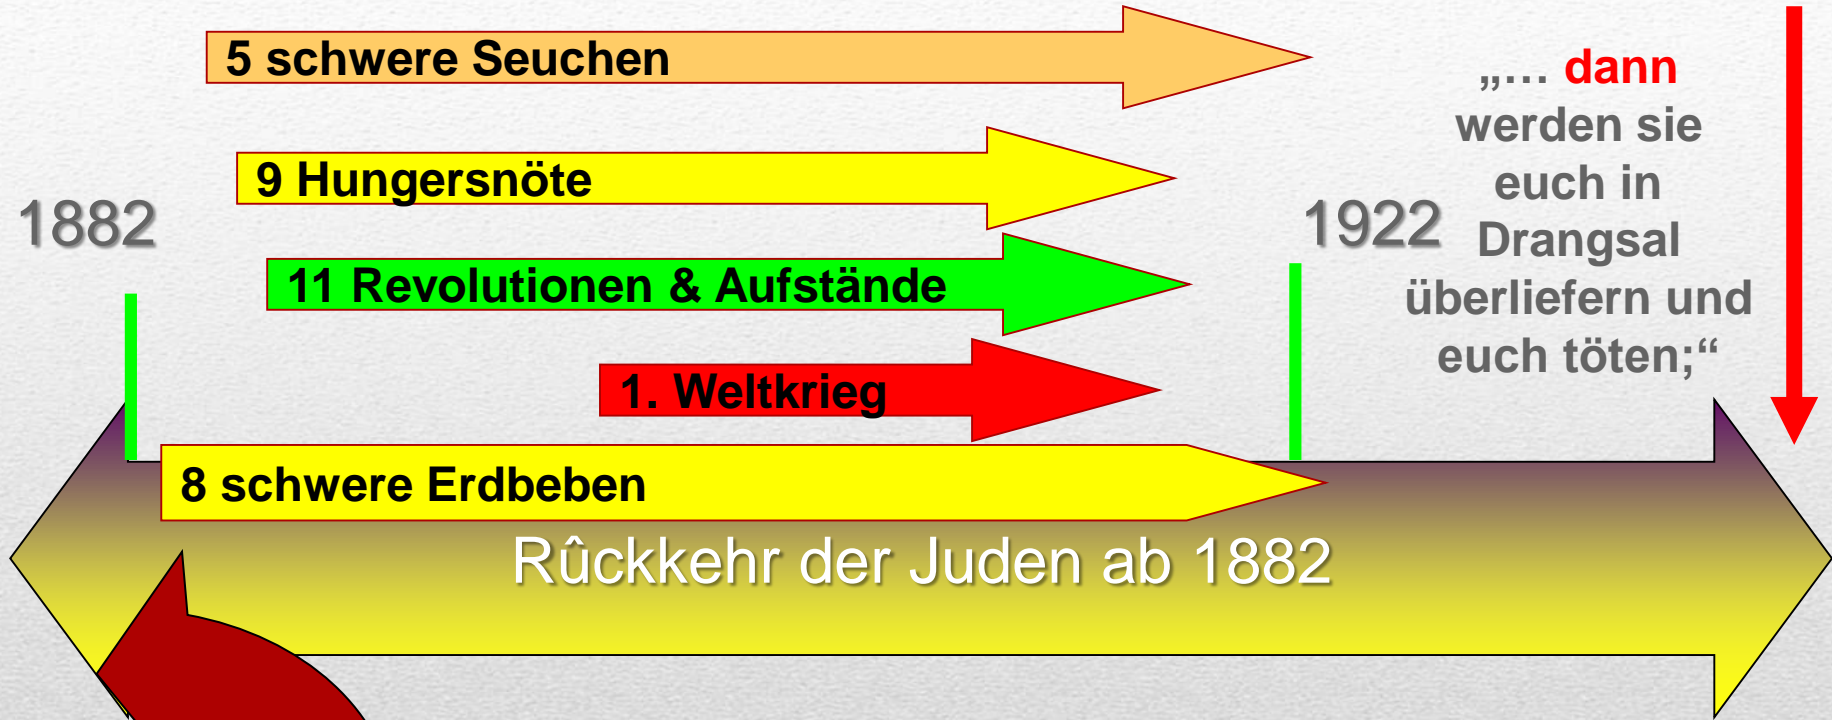 5 schwere Seuchen
9 Hungersnöte
1882
11 Revolutionen & Aufstände
1. Weltkrieg
8 schwere Erdbeben
1922
„… dann
werden sie
euch in
Drangsal
überliefern und
euch töten;“
Rûckkehr der Juden ab 1882